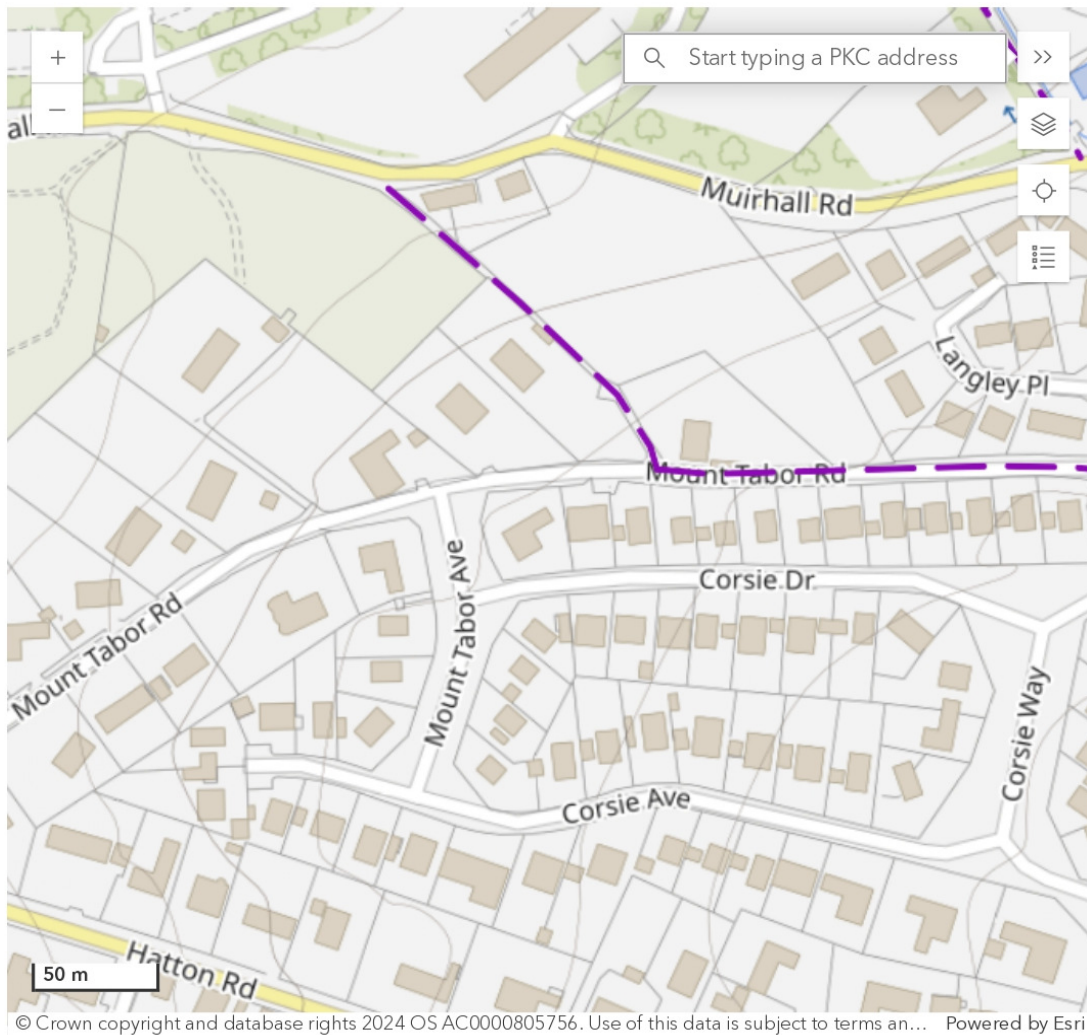 +
−
Start typing a PKC address
all
Muirhall Rd
Langley Pl
Mount Tabor Rd
Corsie Dr
Mount Tabor Ave
Mount Tabor Rd
Corsie Way
Corsie Ave
Hatton Rd
50 m
© Crown copyright and database rights 2024 OS AC0000805756. Use of this data is subject to terms an... Powered by Esri